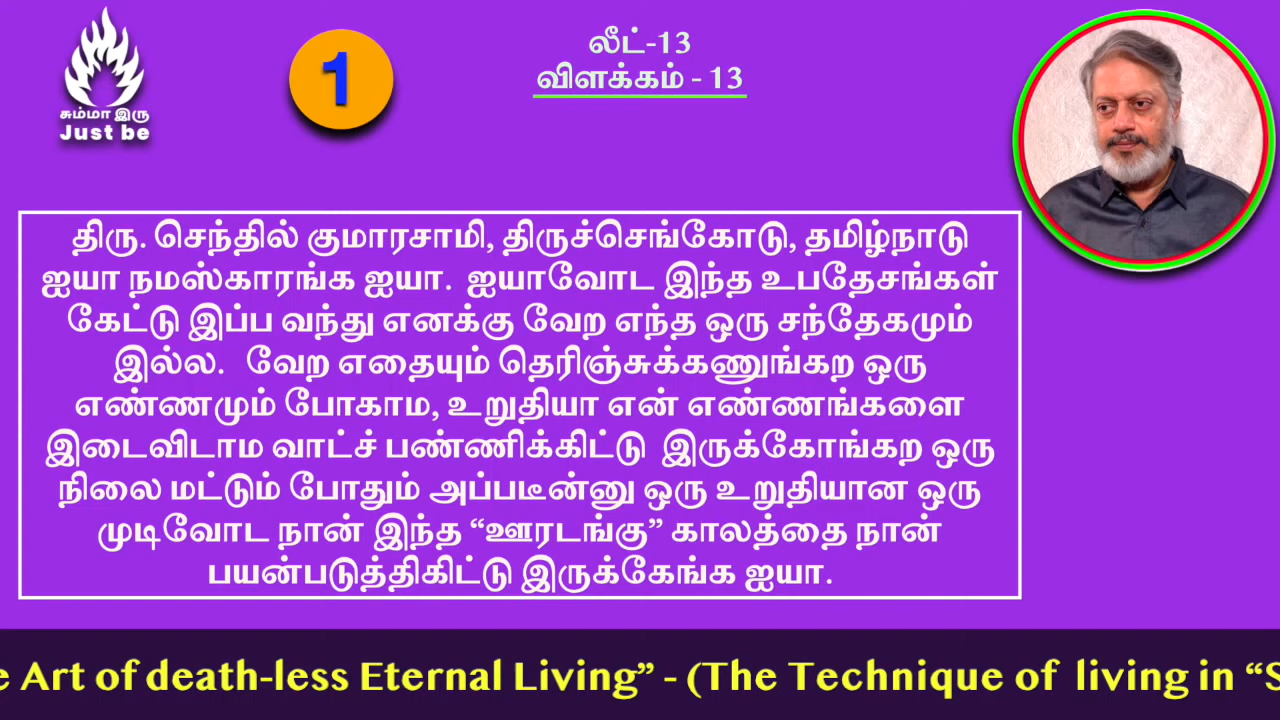 சும்மா இரு
Just be
1
லீட்-13
விளக்கம் - 13
திரு. செந்தில் குமாரசாமி, திருச்செங்கோடு, தமிழ்நாடு
ஐயா நமஸ்காரங்க ஐயா. ஐயாவோட இந்த உபதேசங்கள்
கேட்டு இப்ப வந்து எனக்கு வேற எந்த ஒரு சந்தேகமும்
இல்ல. வேற எதையும் தெரிஞ்சுக்கணுங்கற ஒரு
எண்ணமும் போகாம, உறுதியா என் எண்ணங்களை
இடைவிடாம வாட்ச் பண்ணிக்கிட்டு இருக்கோங்கற ஒரு
நிலை மட்டும் போதும் அப்படீன்னு ஒரு உறுதியான ஒரு
முடிவோட நான் இந்த “ஊரடங்கு” காலத்தை நான்
பயன்படுத்திகிட்டு இருக்கேங்க ஐயா.
e Art of death-less Eternal Living” - (The Technique of living in “S